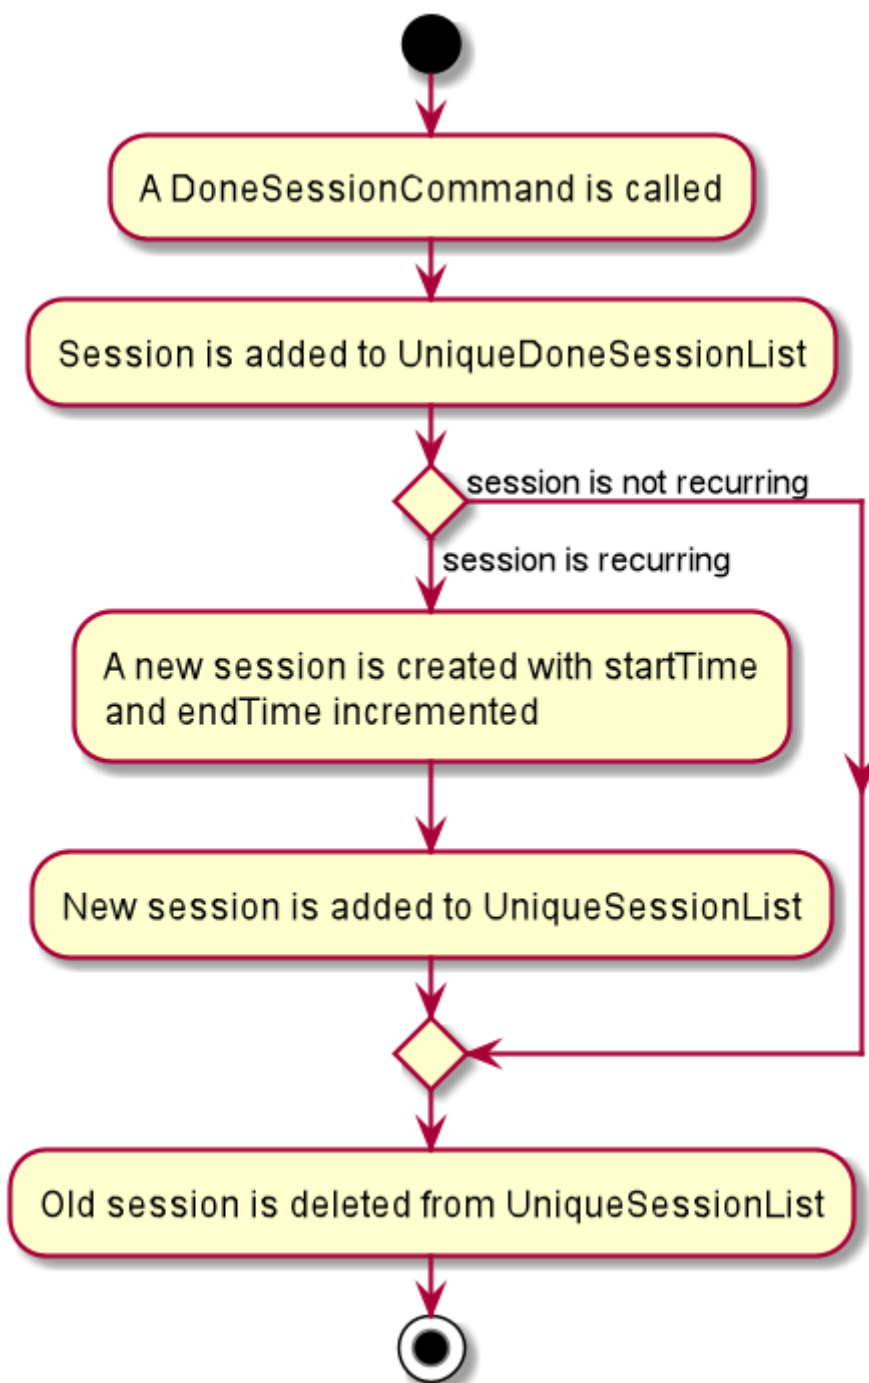 A DoneSessionCommand is called
Session is added to UniqueDoneSessionList
session is not recurring
session is recurring
A new session is created with startTime
and endTime incremented
New session is added to UniqueSessionList
Old session is deleted from UniqueSessionList